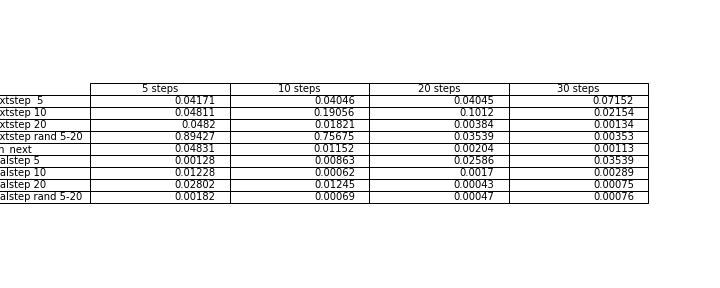 5 steps 10 steps 20 steps 30 steps
xtstep 5 0.04171 0.04046 0.04045 0.07152
xtstep 10 0.04811 0.19056 0.1012 0.02154
xtstep 20 0.0482 0.01821 0.00384 0.00134
xtstep rand 5-20 0.89427 0.75675 0.03539 0.00353
n_next 0.04831 0.01152 0.00204 0.00113
alstep 5 0.00128 0.00863 0.02586 0.03539
alstep 10 0.01228 0.00062 0.0017 0.00289
alstep 20 0.02802 0.01245 0.00043 0.00075
alstep rand 5-20 0.00182 0.00069 0.00047 0.00076